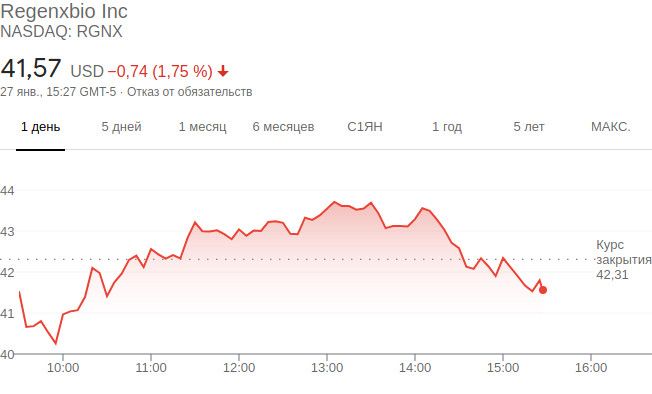 Regenxbio Inc
NASDAQ: RGNX
41,57 USD −0,74 (1,75 %)
27 янв., 15:27 GMT-5 · Отказ от обязательств
1 день 5 дней 1 месяц 6 месяцев С1ЯН 1 год 5 лет МАКС.
44
43
Курс
закрытия
42,31
42
41
40
10:00 11:00 12:00 13:00 14:00 15:00 16:00